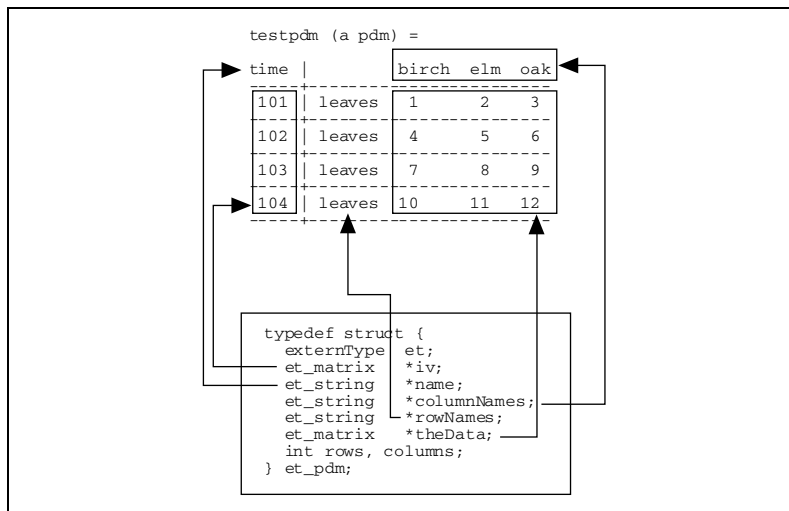 testpdm (a pdm) =
time | birch elm oak
-----+-----------------------------
101 | leaves 1 2 3
-----+-----------------------------
102 | leaves 4 5 6
-----+-----------------------------
103 | leaves 7 8 9
-----+-----------------------------
104 | leaves 10 11 12
-----+-----------------------------
typedef struct {
externType et;
et_matrix *iv;
et_string *name;
et_string *columnNames;
et_string *rowNames;
et_matrix *theData;
int rows, columns;
} et_pdm;